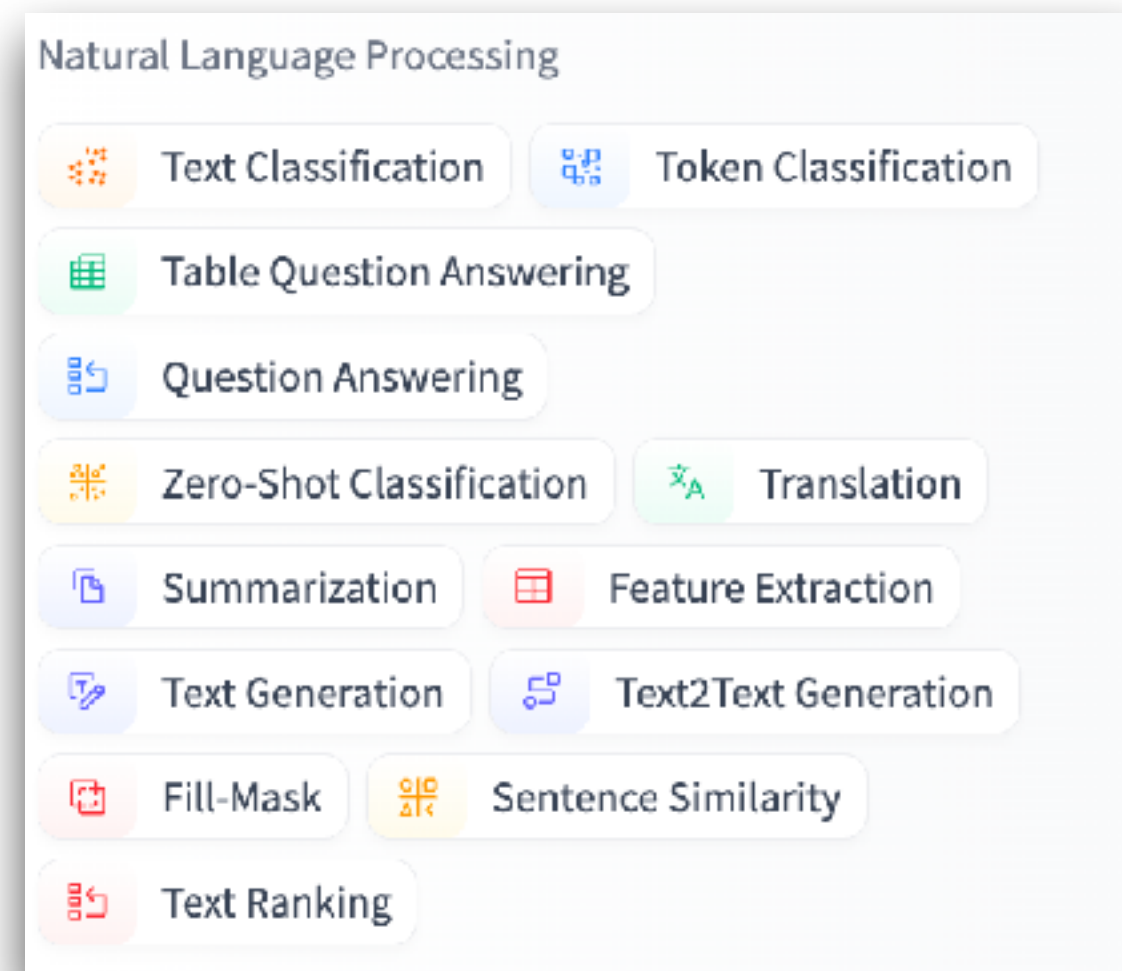 Natural Language Processing
Text Classification Token Classification
Table Question Answering
Question Answering
Zero-Shot Classification Translation
Summarization Feature Extraction
Text Generation Text2Text Generation
Fill-Mask Sentence Similarity
Text Ranking